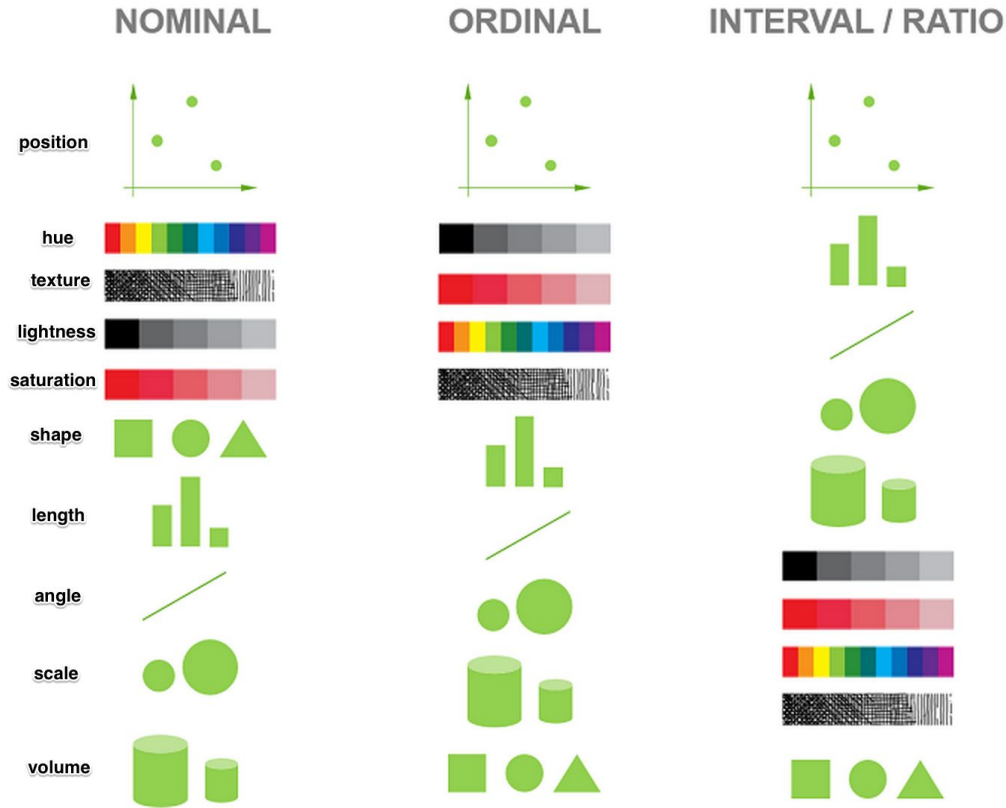 NOMINAL ORDINAL INTERVAL / RATIO
position
hue
texture
lightness
saturation
shape
length
angle
scale
volume